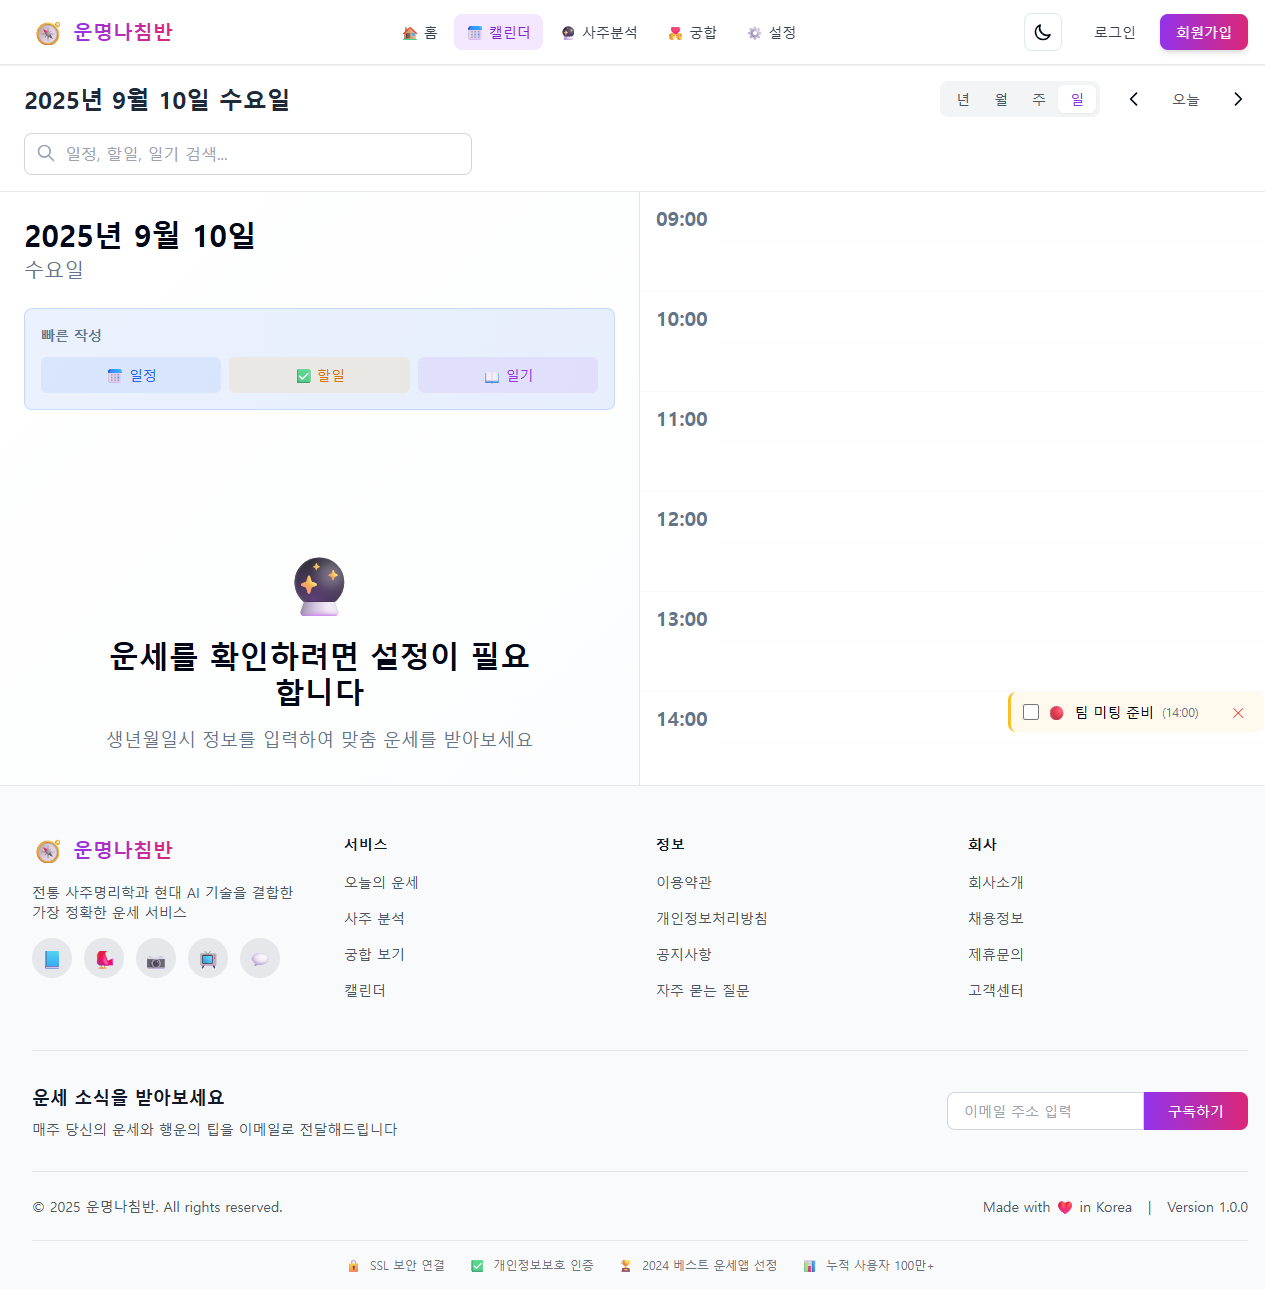 운명나침반
홈
캘린더
사주분석
궁합
설정
로그인
회원가입
2025년 9월 10일 수요일
년 월 주 일
오늘
일정, 할일, 일기 검색...
2025년 9월 10일
수요일
빠른 작성
일정
할일
일기
운세를 확인하려면 설정이 필요
합니다
생년월일시 정보를 입력하여 맞춤 운세를 받아보세요
09:00
10:00
11:00
12:00
13:00
14:00
팀 미팅 준비 (14:00)
운명나침반
전통 사주명리학과 현대 AI 기술을 결합한
가장 정확한 운세 서비스
서비스
오늘의 운세
사주 분석
궁합 보기
캘린더
정보
이용약관
개인정보처리방침
공지사항
자주 묻는 질문
회사
회사소개
채용정보
제휴문의
고객센터
운세 소식을 받아보세요
매주 당신의 운세와 행운의 팁을 이메일로 전달해드립니다
이메일 주소 입력
구독하기
© 2025 운명나침반. All rights reserved.
Made with ❤️ in Korea | Version 1.0.0
SSL 보안 연결
개인정보보호 인증
2024 베스트 운세앱 선정
누적 사용자 100만+